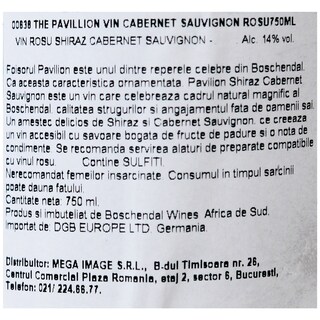 00838 THE PAVILLION VIN CABERNET SAUVIGNON ROSU750ML
VIN ROSU SHIRAZ CABERNET SAUVIGNON - Alc. 14% vol.
Foisorul Pavilion este unul dintre reperele celebre din Boschendal.
Ca aceasta caracteristica ornamentata. Pavilion Shiraz Cabernet
Sauvignon este un vin care celebreaza cadrul natural magnific al
Boschendal calitatea strugurilor si angajamentul fata de oamenii sai.
Un amestec delicios de Shiraz si Cabernet Sauvignon, ce creeaza
un vin accesibil cu savoare bogata de fructe de padure si o nota de
condimente. Se recomanda servirea alaturi de preparate compatibile
cu vinul rosu. Contine SULFITI.
Nerecomandat femeilor insarcinate. Consumul in timpul sarcinii
poate dauna fatului.
Cantitate neta: 750 ml.
Produs si imbuteliat de Boschendal Wines Africa de Sud.
Importat de: DGB EUROPE LTD. Germania.
Distribuitor: MEGA IMAGE S.R.L., B-dul Timisoara nr. 26,
Centrul Comercial Plaza Romania, etaj 2, sector 6, Bucuresti,
Telefon: 021/ 224.66.77.